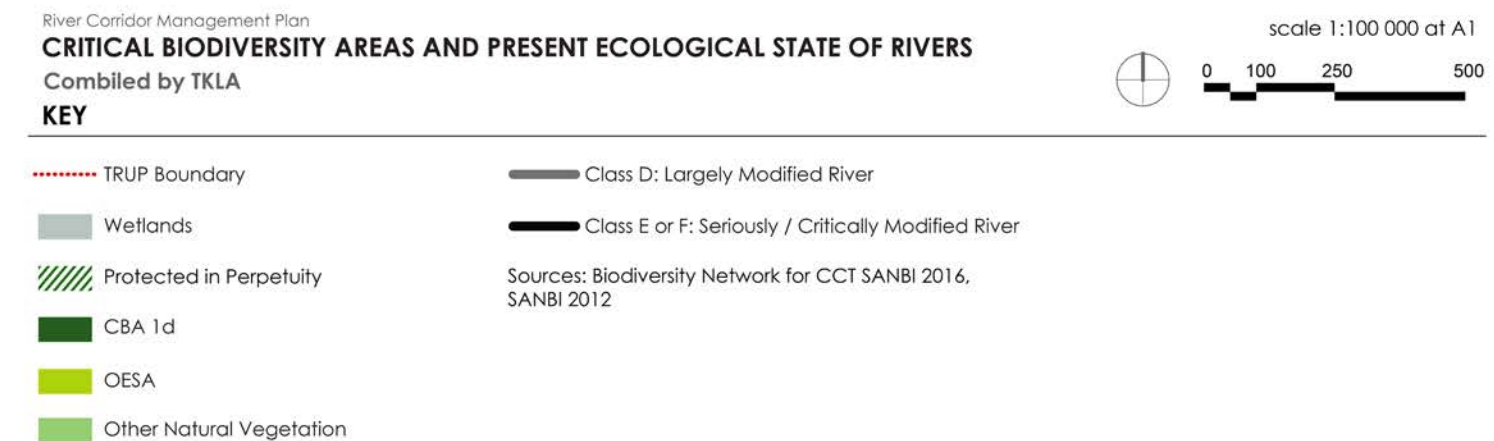 River Corridor Management Plan
CRITICAL BIODIVERSITY AREAS AND PRESENT ECOLOGICAL STATE OF RIVERS
Combiled by TKLA
KEY
scale 1:100 000 at A1
0 100 250 500
TRUP Boundary
Wetlands
Protected in Perpetuity
CBA 1d
OESA
Other Natural Vegetation
Class D: Largely Modified River
Class E or F: Seriously / Critically Modified River
Sources: Biodiversity Network for CCT SANBI 2016,
SANBI 2012